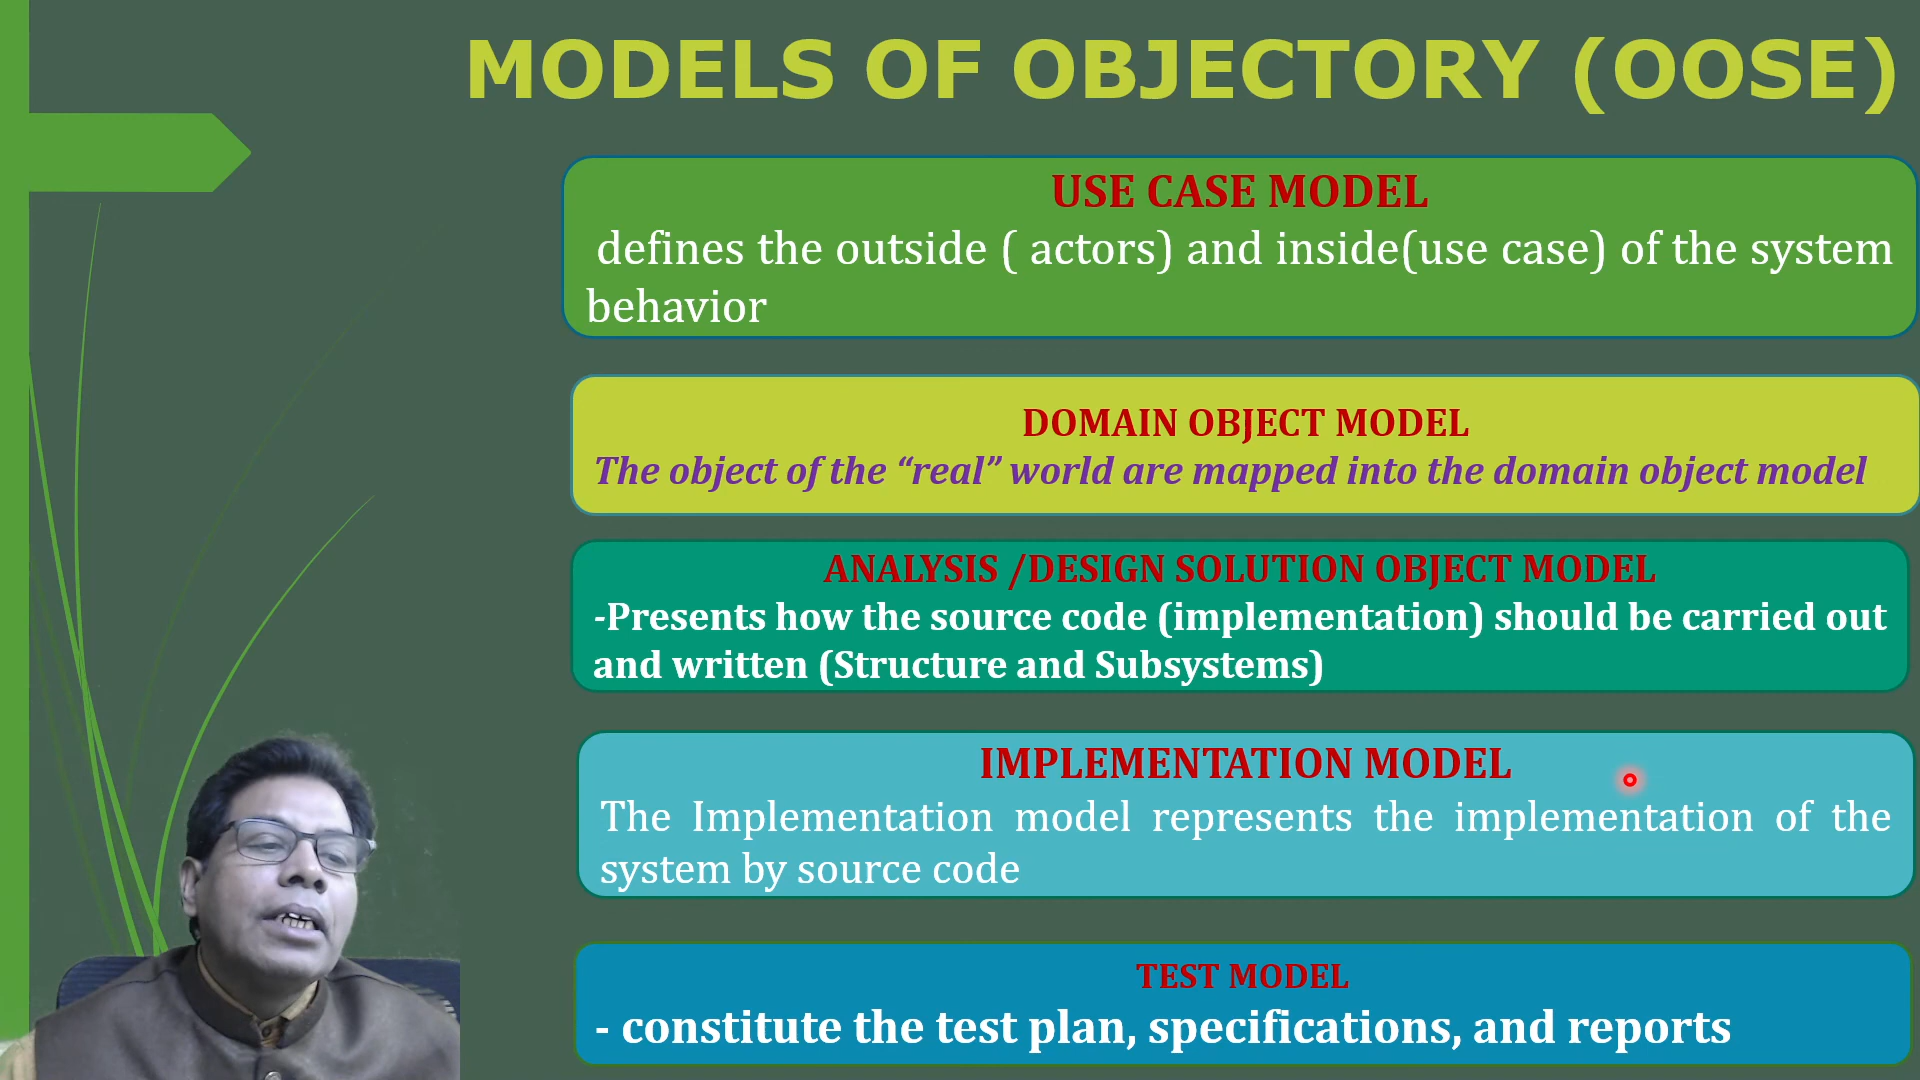 MODELS OF OBJECTORY (OOSE)
USE CASE MODEL
defines the outside ( actors) and inside(use case) of the system
behavior
DOMAIN OBJECT MODEL
The object of the “real” world are mapped into the domain object model
ANALYSIS /DESIGN SOLUTION OBJECT MODEL
-Presents how the source code (implementation) should be carried out
and written (Structure and Subsystems)
IMPLEMENTATION MODEL
The Implementation model represents the implementation of the
system by source code
TEST MODEL
- constitute the test plan, specifications, and reports